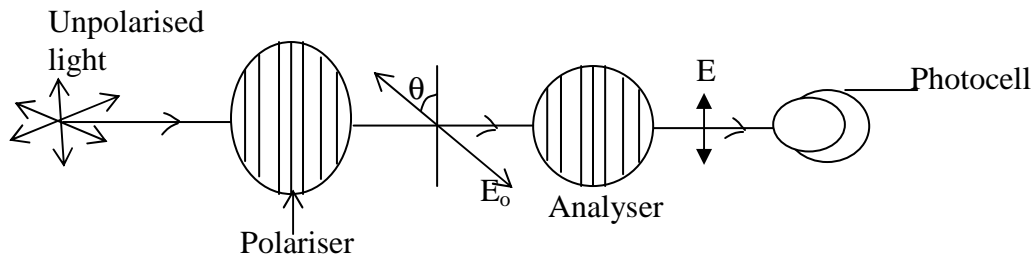 Unpolarised
light
θ
E
Photocell
Eₒ
Analyser
Polariser